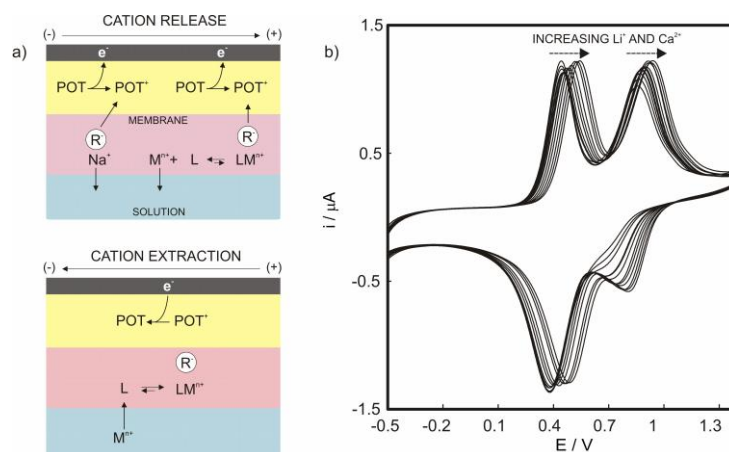 a)
CATION RELEASE
(-) (+)
e⁻ e⁻
POT POT⁺ POT POT⁺
MEMBRANE
R⁻ R⁻
Na⁺ Mⁿ⁺+ L LMⁿ⁺
SOLUTION
CATION EXTRACTION
(-) (+)
e⁻
POT POT⁺
R⁻
L LMⁿ⁺
Mⁿ⁺
b)
INCREASING Li⁺ AND Ca²⁺
1.5
0.5
-0.5
-1.5
i / µA
-0.5 -0.2 0.1 0.4 0.7 1
E / V